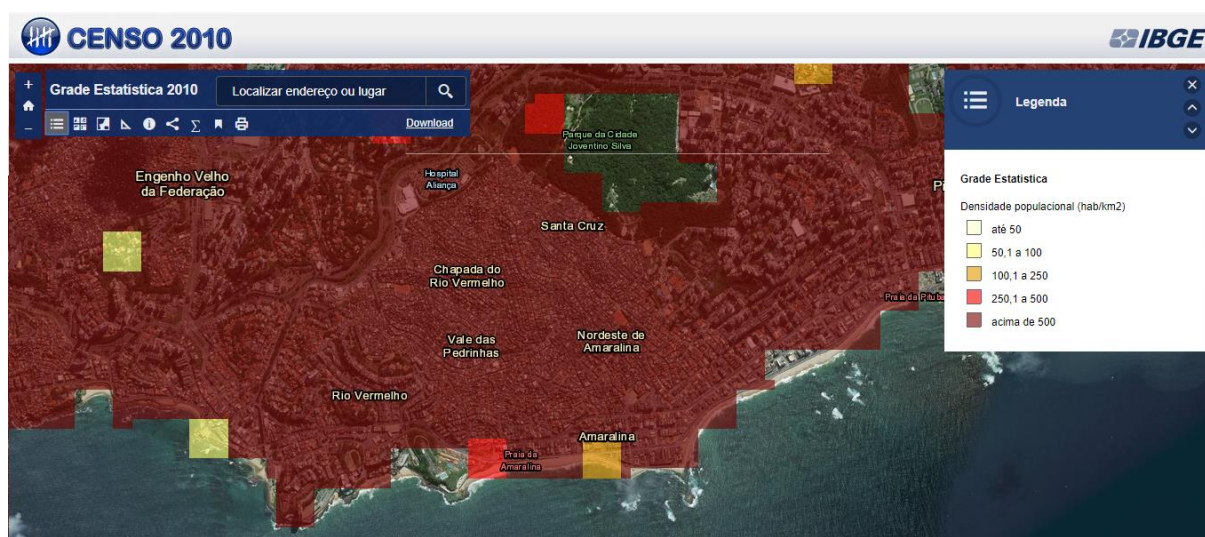 CENSO 2010
IBGE
Grade Estatística 2010
Localizar endereço ou lugar
Download
Legenda
Grade Estatistica
Densidade populacional (hab/km2)
até 50
50,1 a 100
100,1 a 250
250,1 a 500
acima de 500
Parque da Cidade
Joventino Silva
Engenho Velho
da Federação
Hospital
Aliança
Santa Cruz
Chapada do
Rio Vermelho
Praia da Pituba
Vale das
Pedrinhas
Nordeste de
Amaralina
Rio Vermelho
Amaralina
Praia da
Amaralina